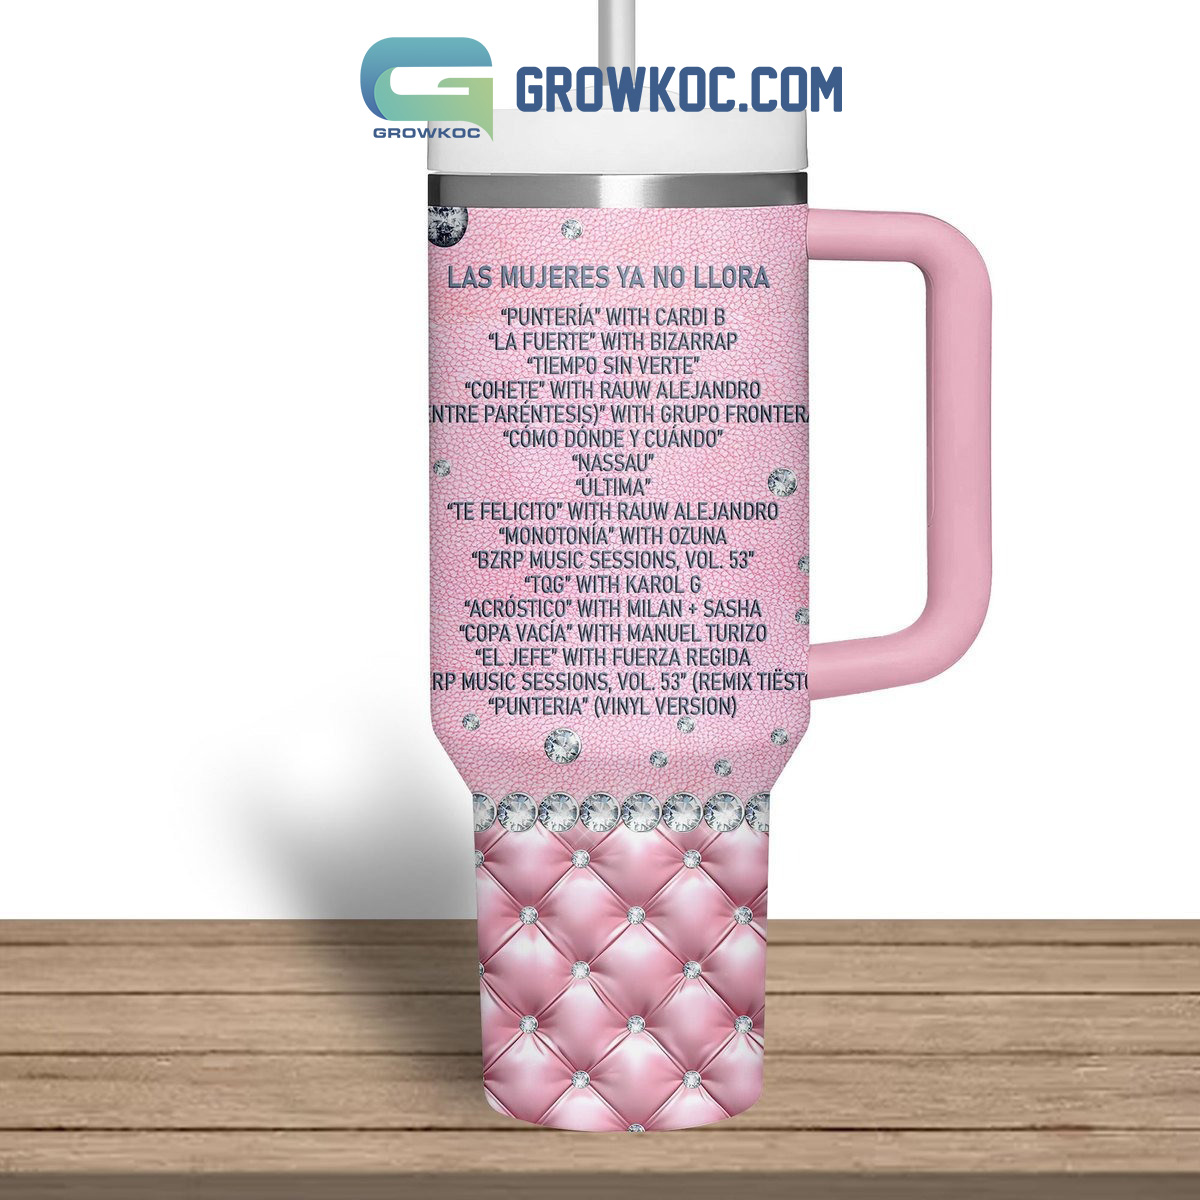 GROWKOC
GROWKOC.COM
LAS MUJERES YA NO LLORA
“PUNTERÍA” WITH CARDI B
“LA FUERTE” WITH BIZARRAP
“TIEMPO SIN VERTE”
“COHETE” WITH RAUW ALEJANDRO
ENTRE PARÉNTESIS)” WITH GRUPO FRONTERA
“CÓMO DÓNDE Y CUÁNDO”
“NASSAU”
“ÚLTIMA”
“TE FELICITO” WITH RAUW ALEJANDRO
“MONOTONÍA” WITH OZUNA
“BZRP MUSIC SESSIONS, VOL. 53”
“TQG” WITH KAROL G
“ACRÓSTICO” WITH MILAN + SASHA
“COPA VACÍA” WITH MANUEL TURIZO
“EL JEFE” WITH FUERZA REGIDA
RP MUSIC SESSIONS, VOL. 53” (REMIX TIËSTO
“PUNTERIA” (VINYL VERSION)